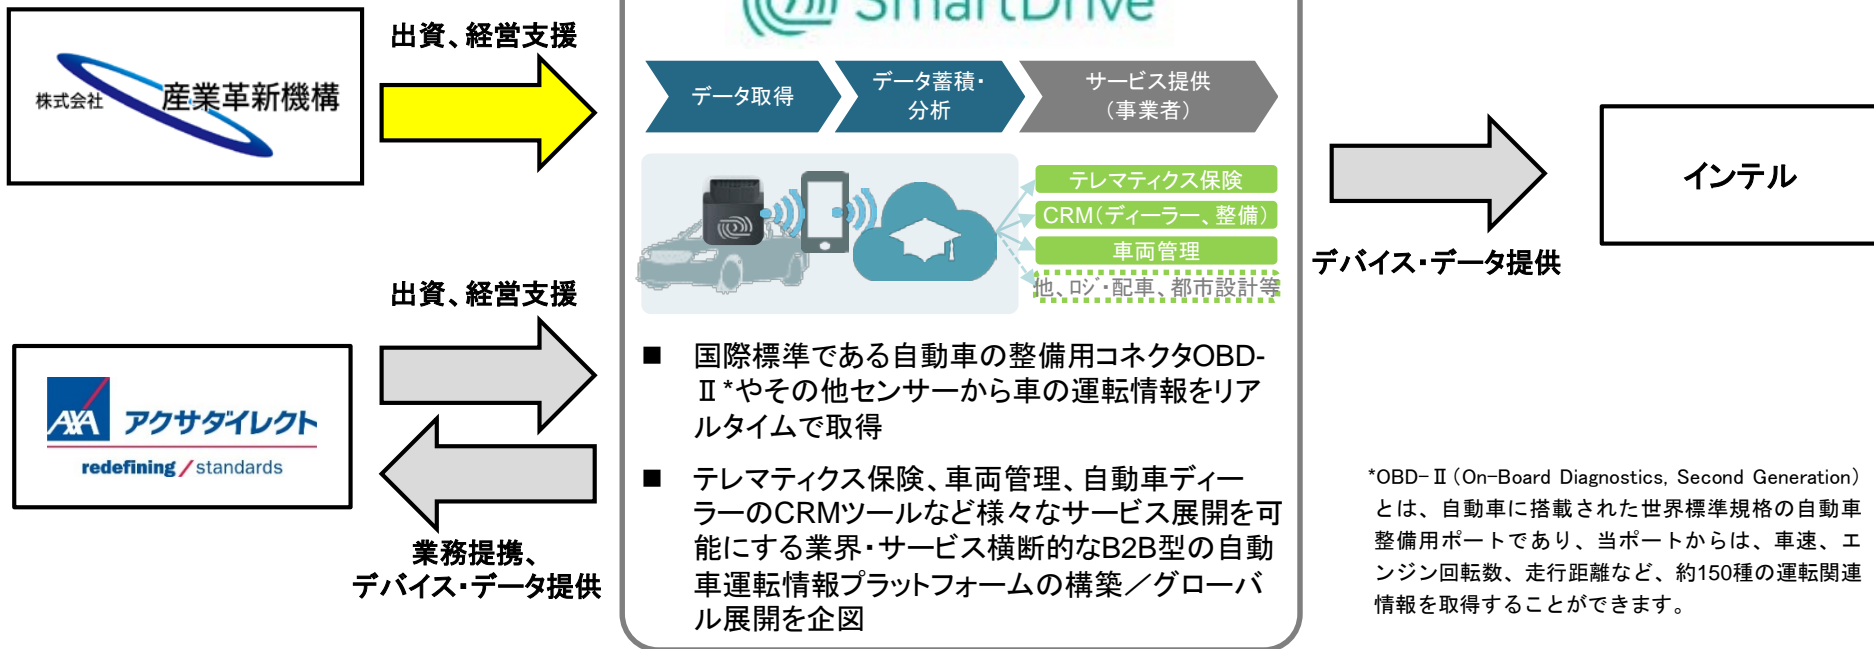 株式会社 産業革新機構
出資、経営支援
SmartDrive
データ取得
データ蓄積・
分析
サービス提供
（事業者）
テレマティクス保険
CRM（ディーラー、整備）
車両管理
他、ロジ・配車、都市設計等
デバイス・データ提供
インテル
出資、経営支援
AXA アクサダイレクト
redefining / standards
業務提携、
デバイス・データ提供
■ 国際標準である自動車の整備用コネクタOBD-
Ⅱ*やその他センサーから車の運転情報をリア
ルタイムで取得
■ テレマティクス保険、車両管理、自動車ディー
ラーのCRMツールなど様々なサービス展開を可
能にする業界・サービス横断的なB2B型の自動
車運転情報プラットフォームの構築／グローバ
ル展開を企図
*OBD-Ⅱ（On-Board Diagnostics, Second Generation）
とは、自動車に搭載された世界標準規格の自動車
整備用ポートであり、当ポートからは、車速、エ
ンジン回転数、走行距離など、約150種の運転関連
情報を取得することができます。